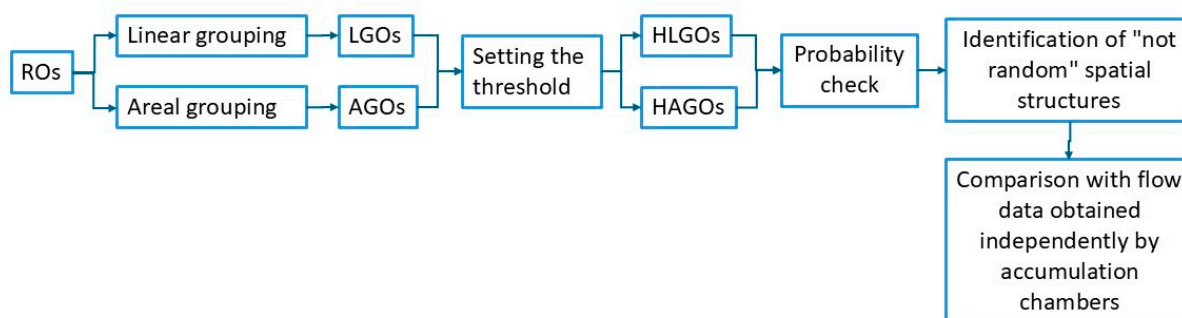 ROs
Linear grouping
Areal grouping
LGOs
AGOs
Setting the
threshold
HLGOs
HAGOs
Probability
check
Identification of "not
random" spatial
structures
Comparison with flow
data obtained
independently by
accumulation
chambers